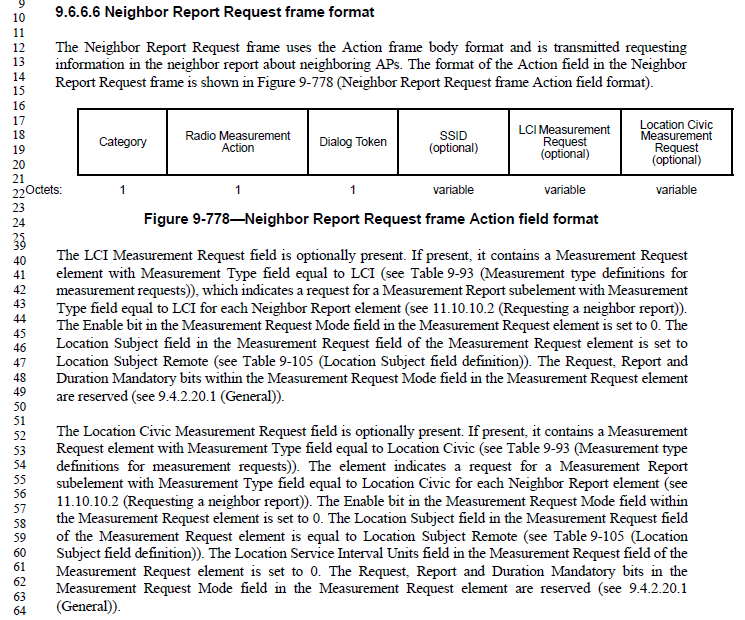 9
10 9.6.6.6 Neighbor Report Request frame format
11
12 The Neighbor Report Request frame uses the Action frame body format and is transmitted requesting
13 information in the neighbor report about neighboring APs. The format of the Action field in the Neighbor
14 Report Request frame is shown in Figure 9-778 (Neighbor Report Request frame Action field format).
15
16
17
18
19
20
21
Category
Radio Measurement
Action
Dialog Token
SSID
(optional)
LCI Measurement
Request
(optional)
Location Civic
Measurement
Request
(optional)
22 Octets: 1 1 1 variable variable variable
23
24 Figure 9-778—Neighbor Report Request frame Action field format
25
39
40 The LCI Measurement Request field is optionally present. If present, it contains a Measurement Request
41 element with Measurement Type field equal to LCI (see Table 9-93 (Measurement type definitions for
42 measurement requests)), which indicates a request for a Measurement Report subelement with Measurement
43 Type field equal to LCI for each Neighbor Report element (see 11.10.10.2 (Requesting a neighbor report)).
44 The Enable bit in the Measurement Request Mode field in the Measurement Request element is set to 0. The
45
46 Location Subject field in the Measurement Request field of the Measurement Request element is set to
47 Location Subject Remote (see Table 9-105 (Location Subject field definition)). The Request, Report and
48 Duration Mandatory bits within the Measurement Request Mode field in the Measurement Request element
49 are reserved (see 9.4.2.20.1 (General)).
50
51
52 The Location Civic Measurement Request field is optionally present. If present, it contains a Measurement
53 Request element with Measurement Type field equal to Location Civic (see Table 9-93 (Measurement type
54 definitions for measurement requests)). The element indicates a request for a Measurement Report
55 subelement with Measurement Type field equal to Location Civic for each Neighbor Report element (see
56 11.10.10.2 (Requesting a neighbor report)). The Enable bit in the Measurement Request Mode field within
57
58 the Measurement Request element is set to 0. The Location Subject field in the Measurement Request field
59 of the Measurement Request element is equal to Location Subject Remote (see Table 9-105 (Location
60 Subject field definition)). The Location Service Interval Units field in the Measurement Request field of the
61 Measurement Request element is set to 0. The Request, Report and Duration Mandatory bits in the
62 Measurement Request Mode field in the Measurement Request element are reserved (see 9.4.2.20.1
63
64 (General)).